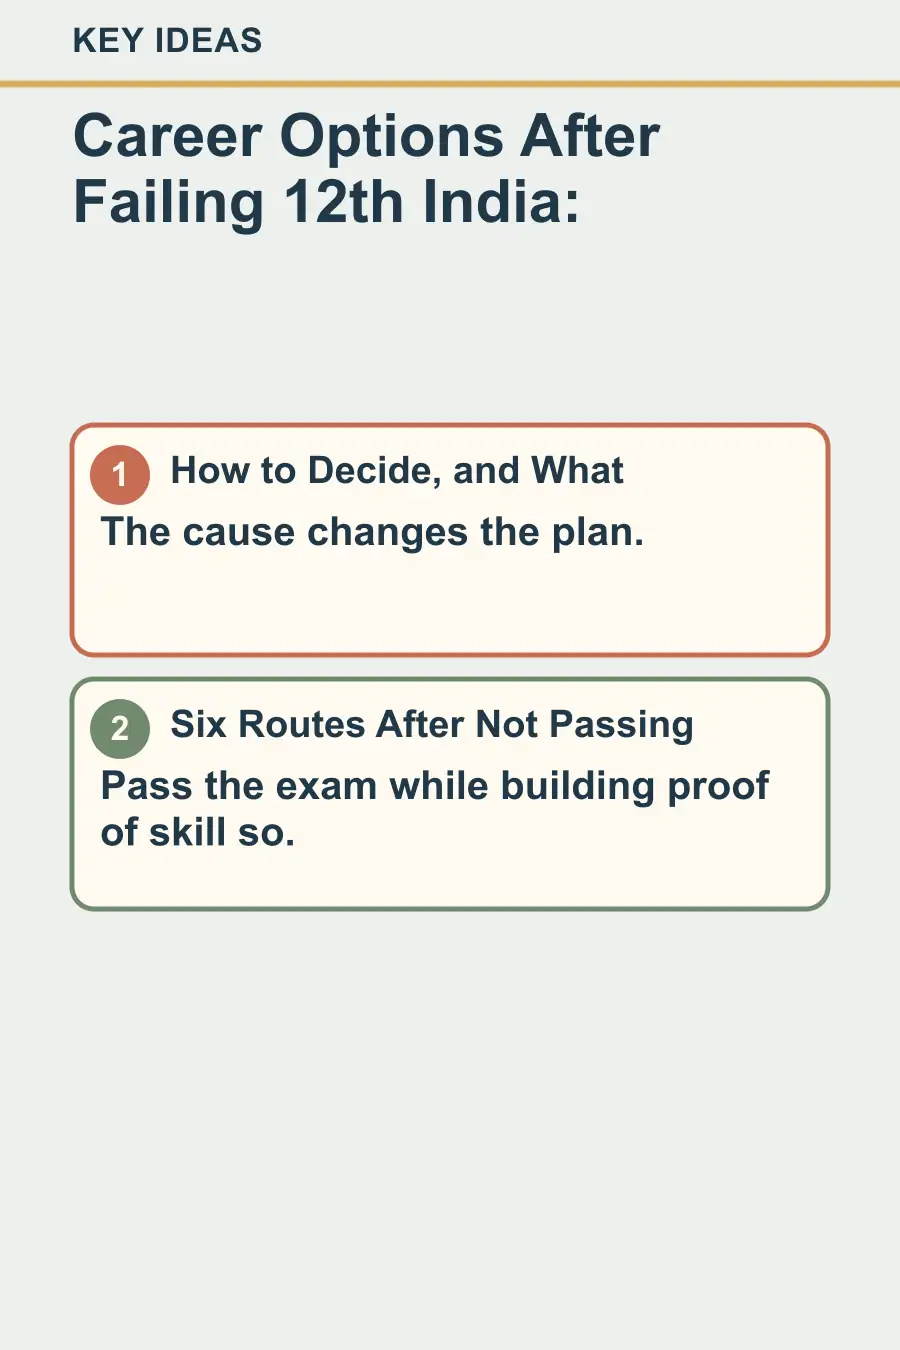 KEY IDEAS
Career Options After
Failing 12th India:
1 How to Decide, and What
The cause changes the plan.
2 Six Routes After Not Passing
Pass the exam while building proof
of skill so.